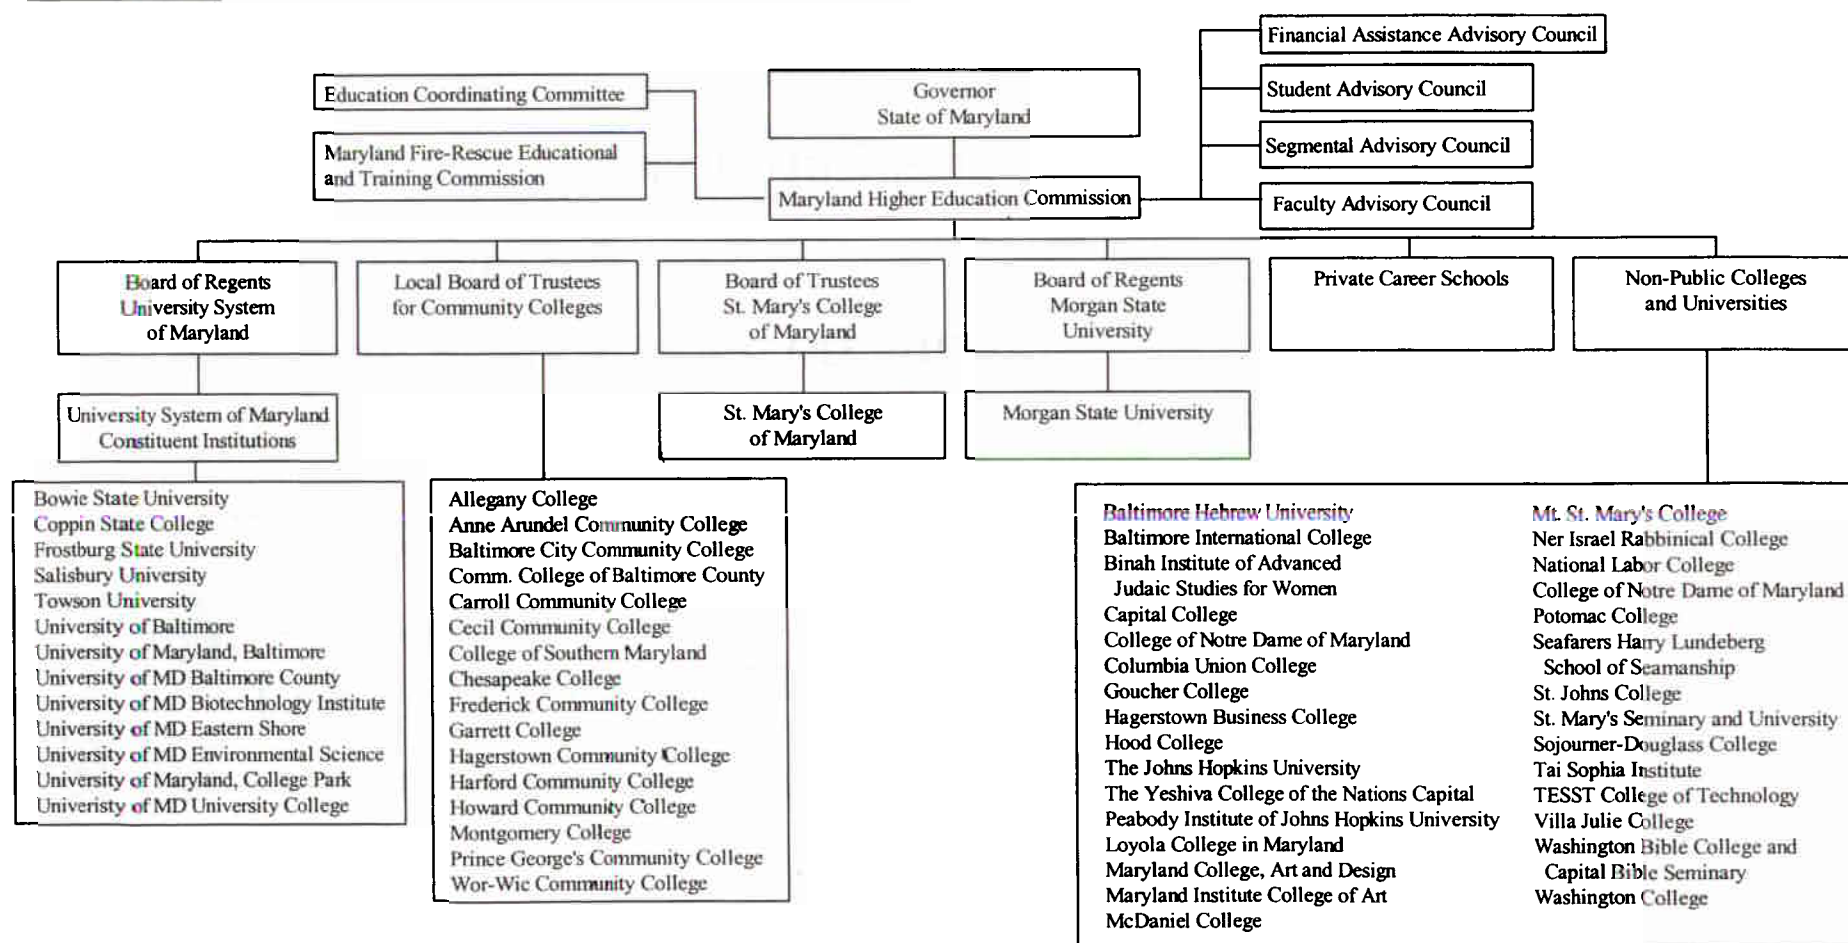 Financial Assistance Advisory Council
Education Coordinating Committee
Governor
State of Maryland
Student Advisory Council
Maryland Fire-Rescue Educational
and Training Commission
Segmental Advisory Council
Maryland Higher Education Commission
Faculty Advisory Council
Board of Regents
University System
of Maryland
Local Board of Trustees
for Community Colleges
Board of Trustees
St. Mary's College
of Maryland
Board of Regents
Morgan State
University
Private Career Schools
Non-Public Colleges
and Universities
University System of Maryland
Constituent Institutions
St. Mary's College
of Maryland
Morgan State University
Bowie State University
Coppin State College
Frostburg State University
Salisbury University
Towson University
University of Baltimore
University of Maryland, Baltimore
University of MD Baltimore County
University of MD Biotechnology Institute
University of MD Eastern Shore
University of MD Environmental Science
University of Maryland, College Park
Univeristy of MD University College
Allegany College
Anne Arundel Community College
Baltimore City Community College
Comm. College of Baltimore County
Carroll Community College
Cecil Community College
College of Southern Maryland
Chesapeake College
Frederick Community College
Garrett College
Hagerstown Community College
Harford Community College
Howard Community College
Montgomery College
Prince George's Community College
Wor-Wic Community College
Baltimore Hebrew University
Baltimore International College
Binah Institute of Advanced
Judaic Studies for Women
Capital College
College of Notre Dame of Maryland
Columbia Union College
Goucher College
Hagerstown Business College
Hood College
The Johns Hopkins University
The Yeshiva College of the Nations Capital
Peabody Institute of Johns Hopkins University
Loyola College in Maryland
Maryland College, Art and Design
Maryland Institute College of Art
McDaniel College
Mt. St. Mary's College
Ner Israel Rabbinical College
National Labor College
College of Notre Dame of Maryland
Potomac College
Seafarers Harry Lundeberg
School of Seamanship
St. Johns College
St. Mary's Seminary and University
Sojourner-Douglass College
Tai Sophia Institute
TESST College of Technology
Villa Julie College
Washington Bible College and
Capital Bible Seminary
Washington College